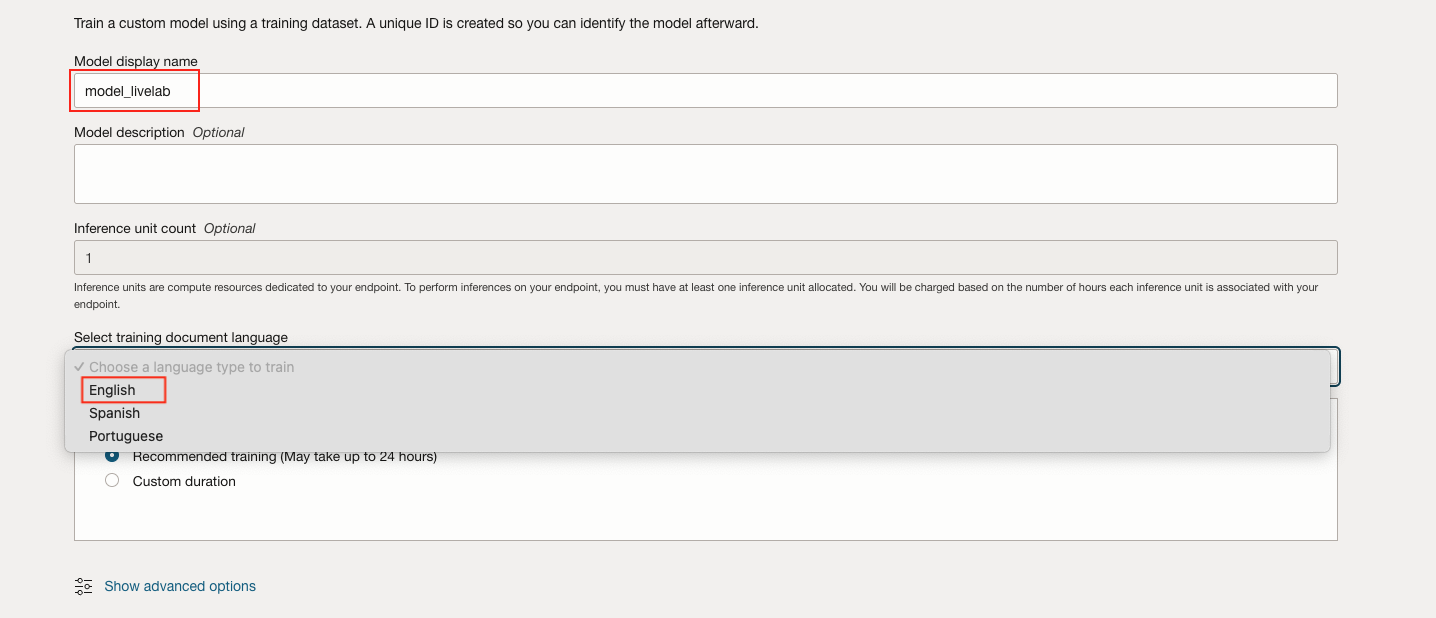 Train a custom model using a training dataset. A unique ID is created so you can identify the model afterward.
Model display name
model_livelab
Model description Optional
Inference unit count Optional
1
Inference units are compute resources dedicated to your endpoint. To perform inferences on your endpoint, you must have at least one inference unit allocated. You will be charged based on the number of hours each inference unit is associated with your
endpoint.
Select training document language
Choose a language type to train
English
Spanish
Portuguese
Recommended training (May take up to 24 hours)
Custom duration
Show advanced options